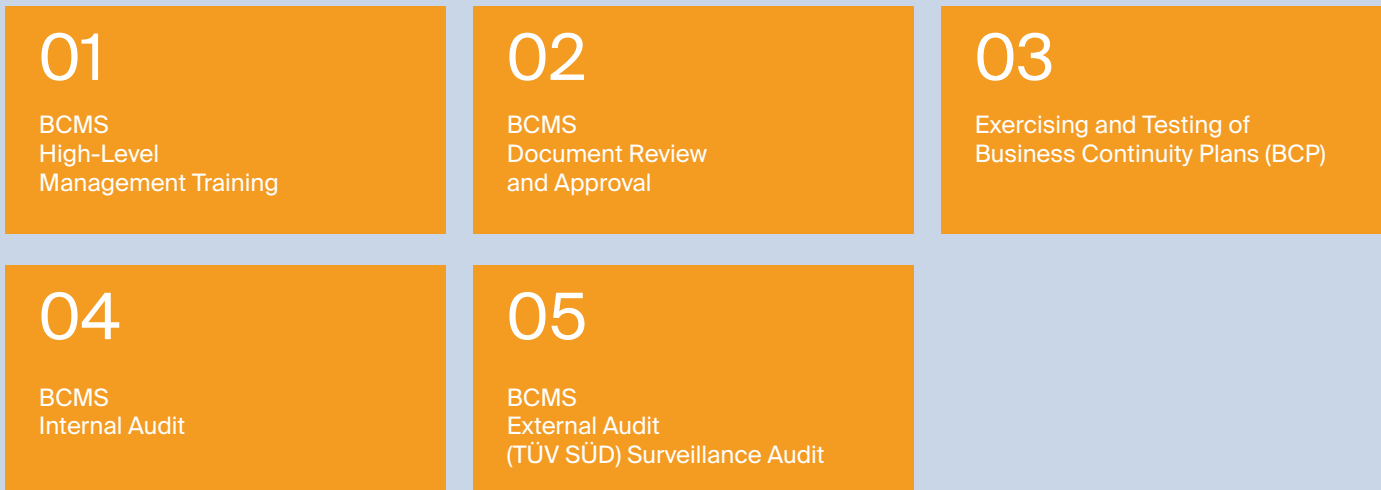 01
BCMS
High-Level
Management Training
02
BCMS
Document Review
and Approval
03
Exercising and Testing of
Business Continuity Plans (BCP)
04
BCMS
Internal Audit
05
BCMS
External Audit
(TÜV SÜD) Surveillance Audit